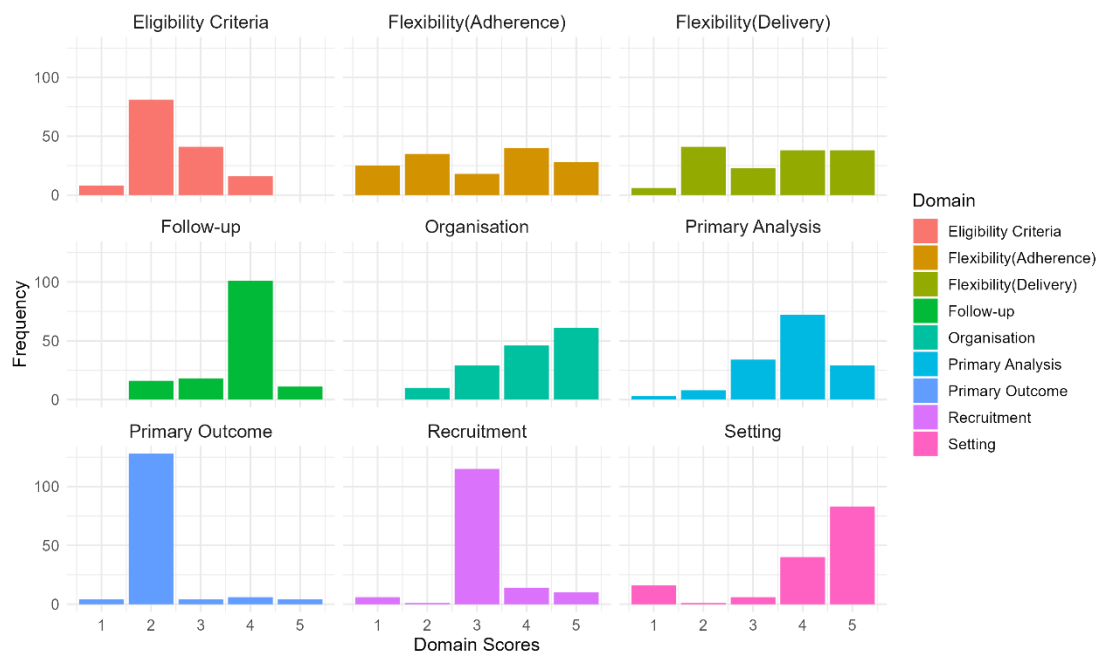 Eligibility Criteria
Flexibility(Adherence)
Flexibility(Delivery)
100
50
0
Follow-up
Organisation
Primary Analysis
100
50
0
Primary Outcome
Recruitment
Setting
100
50
0
1 2 3 4 5
1 2 3 4 5
1 2 3 4 5
Frequency
Domain Scores
Domain
Eligibility Criteria
Flexibility(Adherence)
Flexibility(Delivery)
Follow-up
Organisation
Primary Analysis
Primary Outcome
Recruitment
Setting